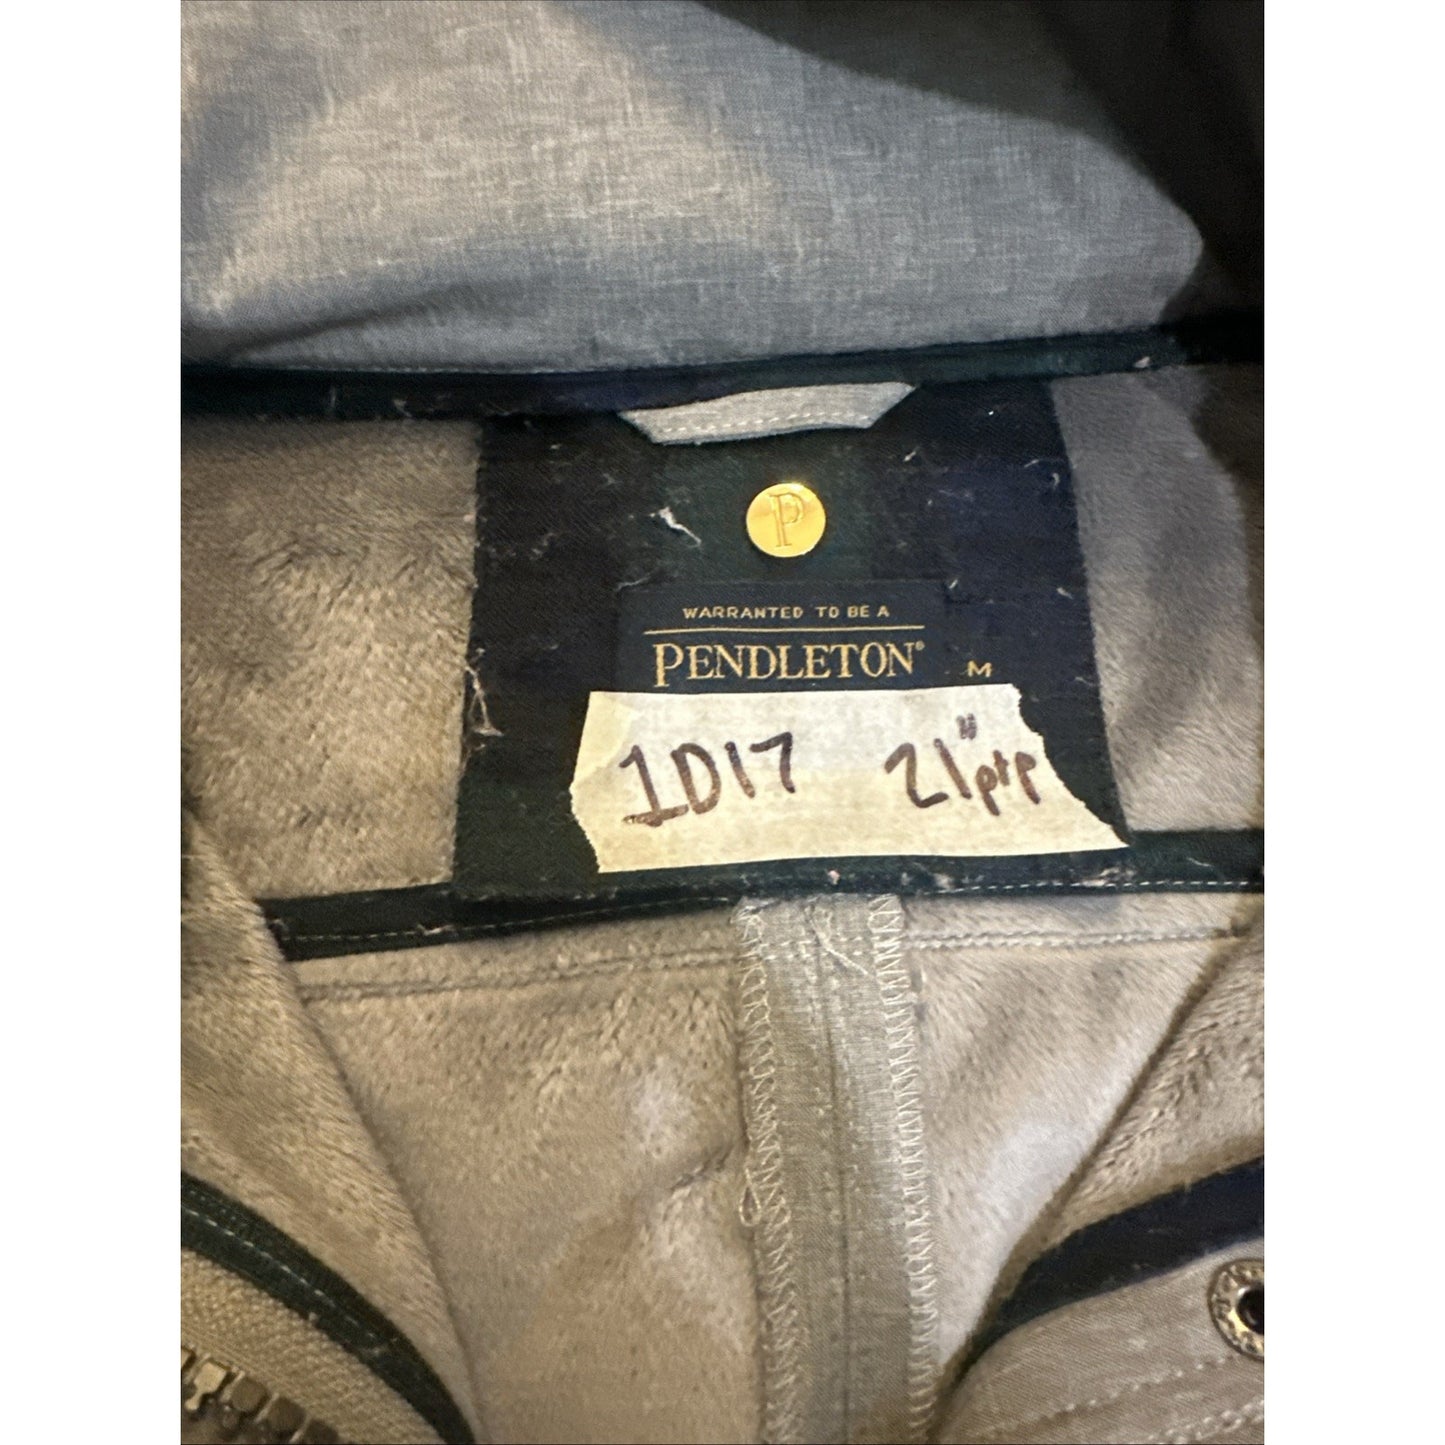 P
WARRANTED TO BE A
PENDLETON®
M
1D17 21" ptp